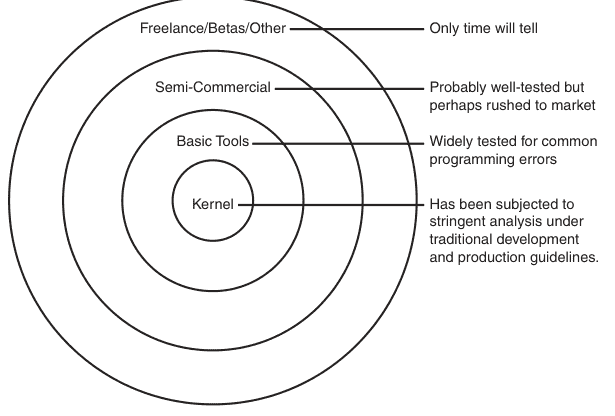 Freelance/Betas/Other
Only time will tell
Semi-Commercial
Probably well-tested but
perhaps rushed to market
Basic Tools
Widely tested for common
programming errors
Kernel
Has been subjected to
stringent analysis under
traditional development
and production guidelines.